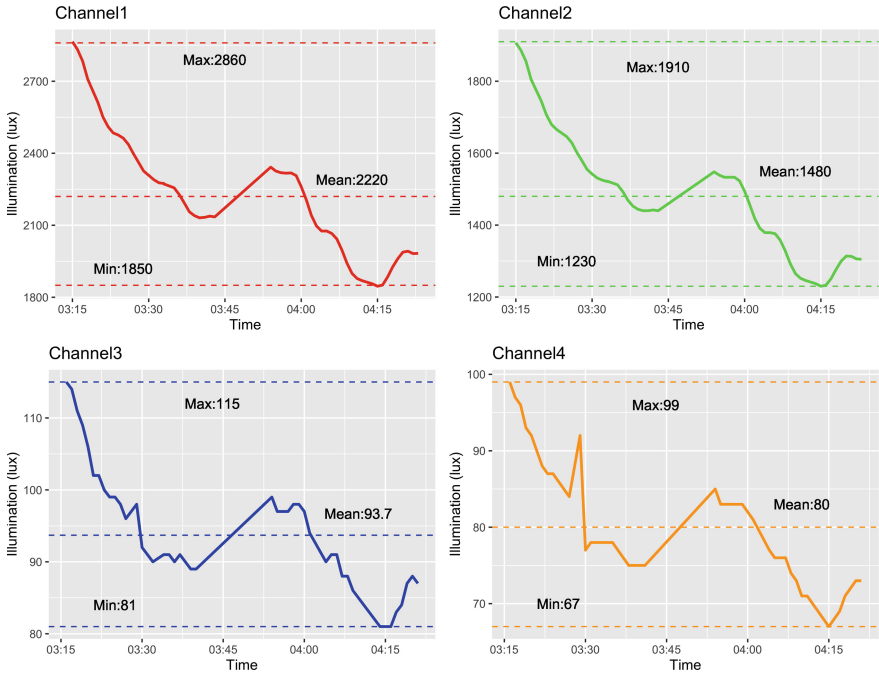 Channel1
Illumination (lux)
2700
2400
2100
1800
Max:2860
Mean:2220
Min:1850
03:15 03:30 03:45 04:00 04:15
Time
Channel2
Illumination (lux)
1800
1600
1400
1200
Max:1910
Mean:1480
Min:1230
03:15 03:30 03:45 04:00 04:15
Time
Channel3
Illumination (lux)
110
100
90
80
Max:115
Mean:93.7
Min:81
03:15 03:30 03:45 04:00 04:15
Time
Channel4
Illumination (lux)
100
90
80
70
Max:99
Mean:80
Min:67
03:15 03:30 03:45 04:00 04:15
Time